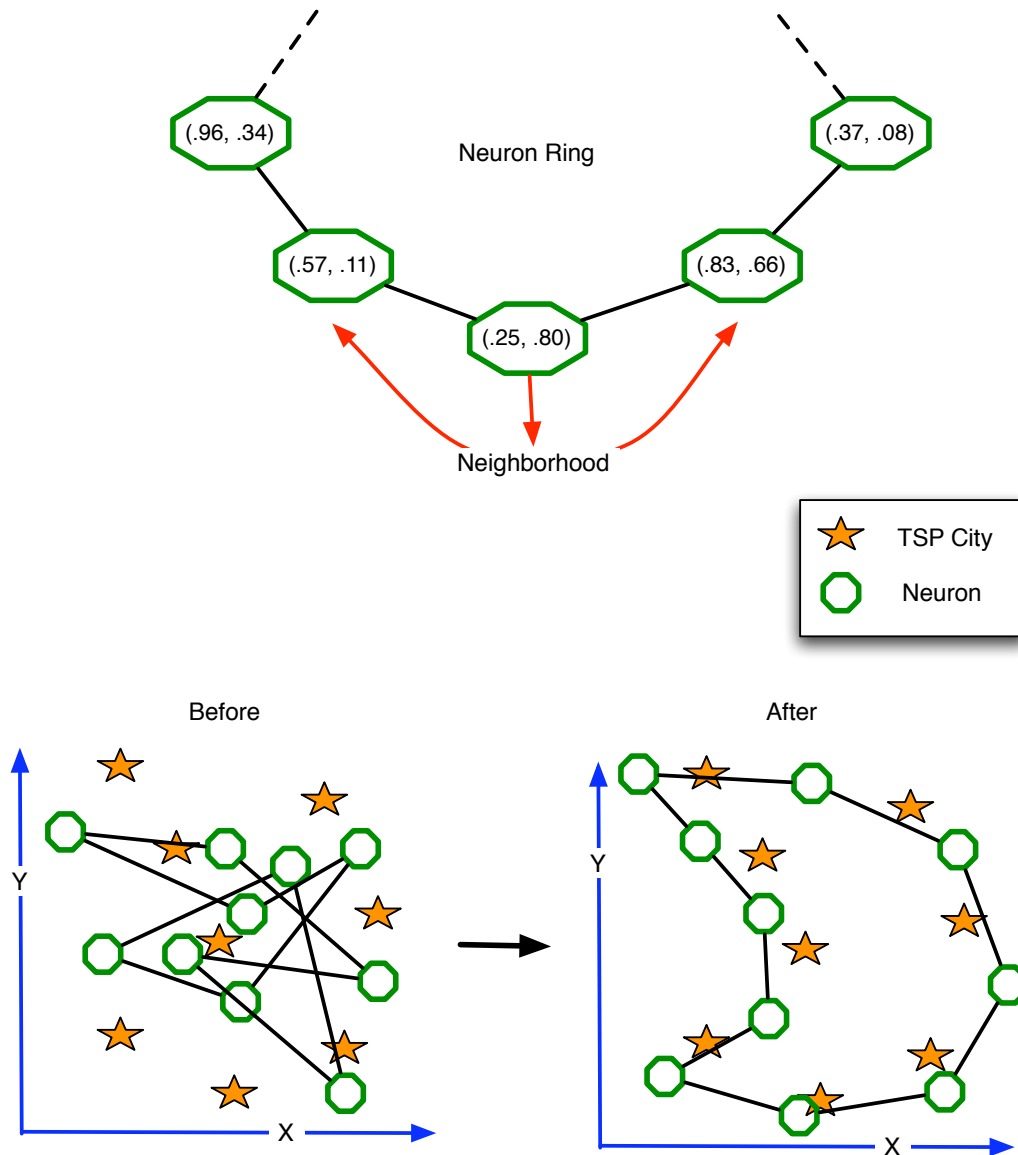 (.96, .34)
(.37, .08)
Neuron Ring
(.57, .11)
(.83, .66)
(.25, .80)
Neighborhood
TSP City
Neuron
Before
After
Y
Y
X
X